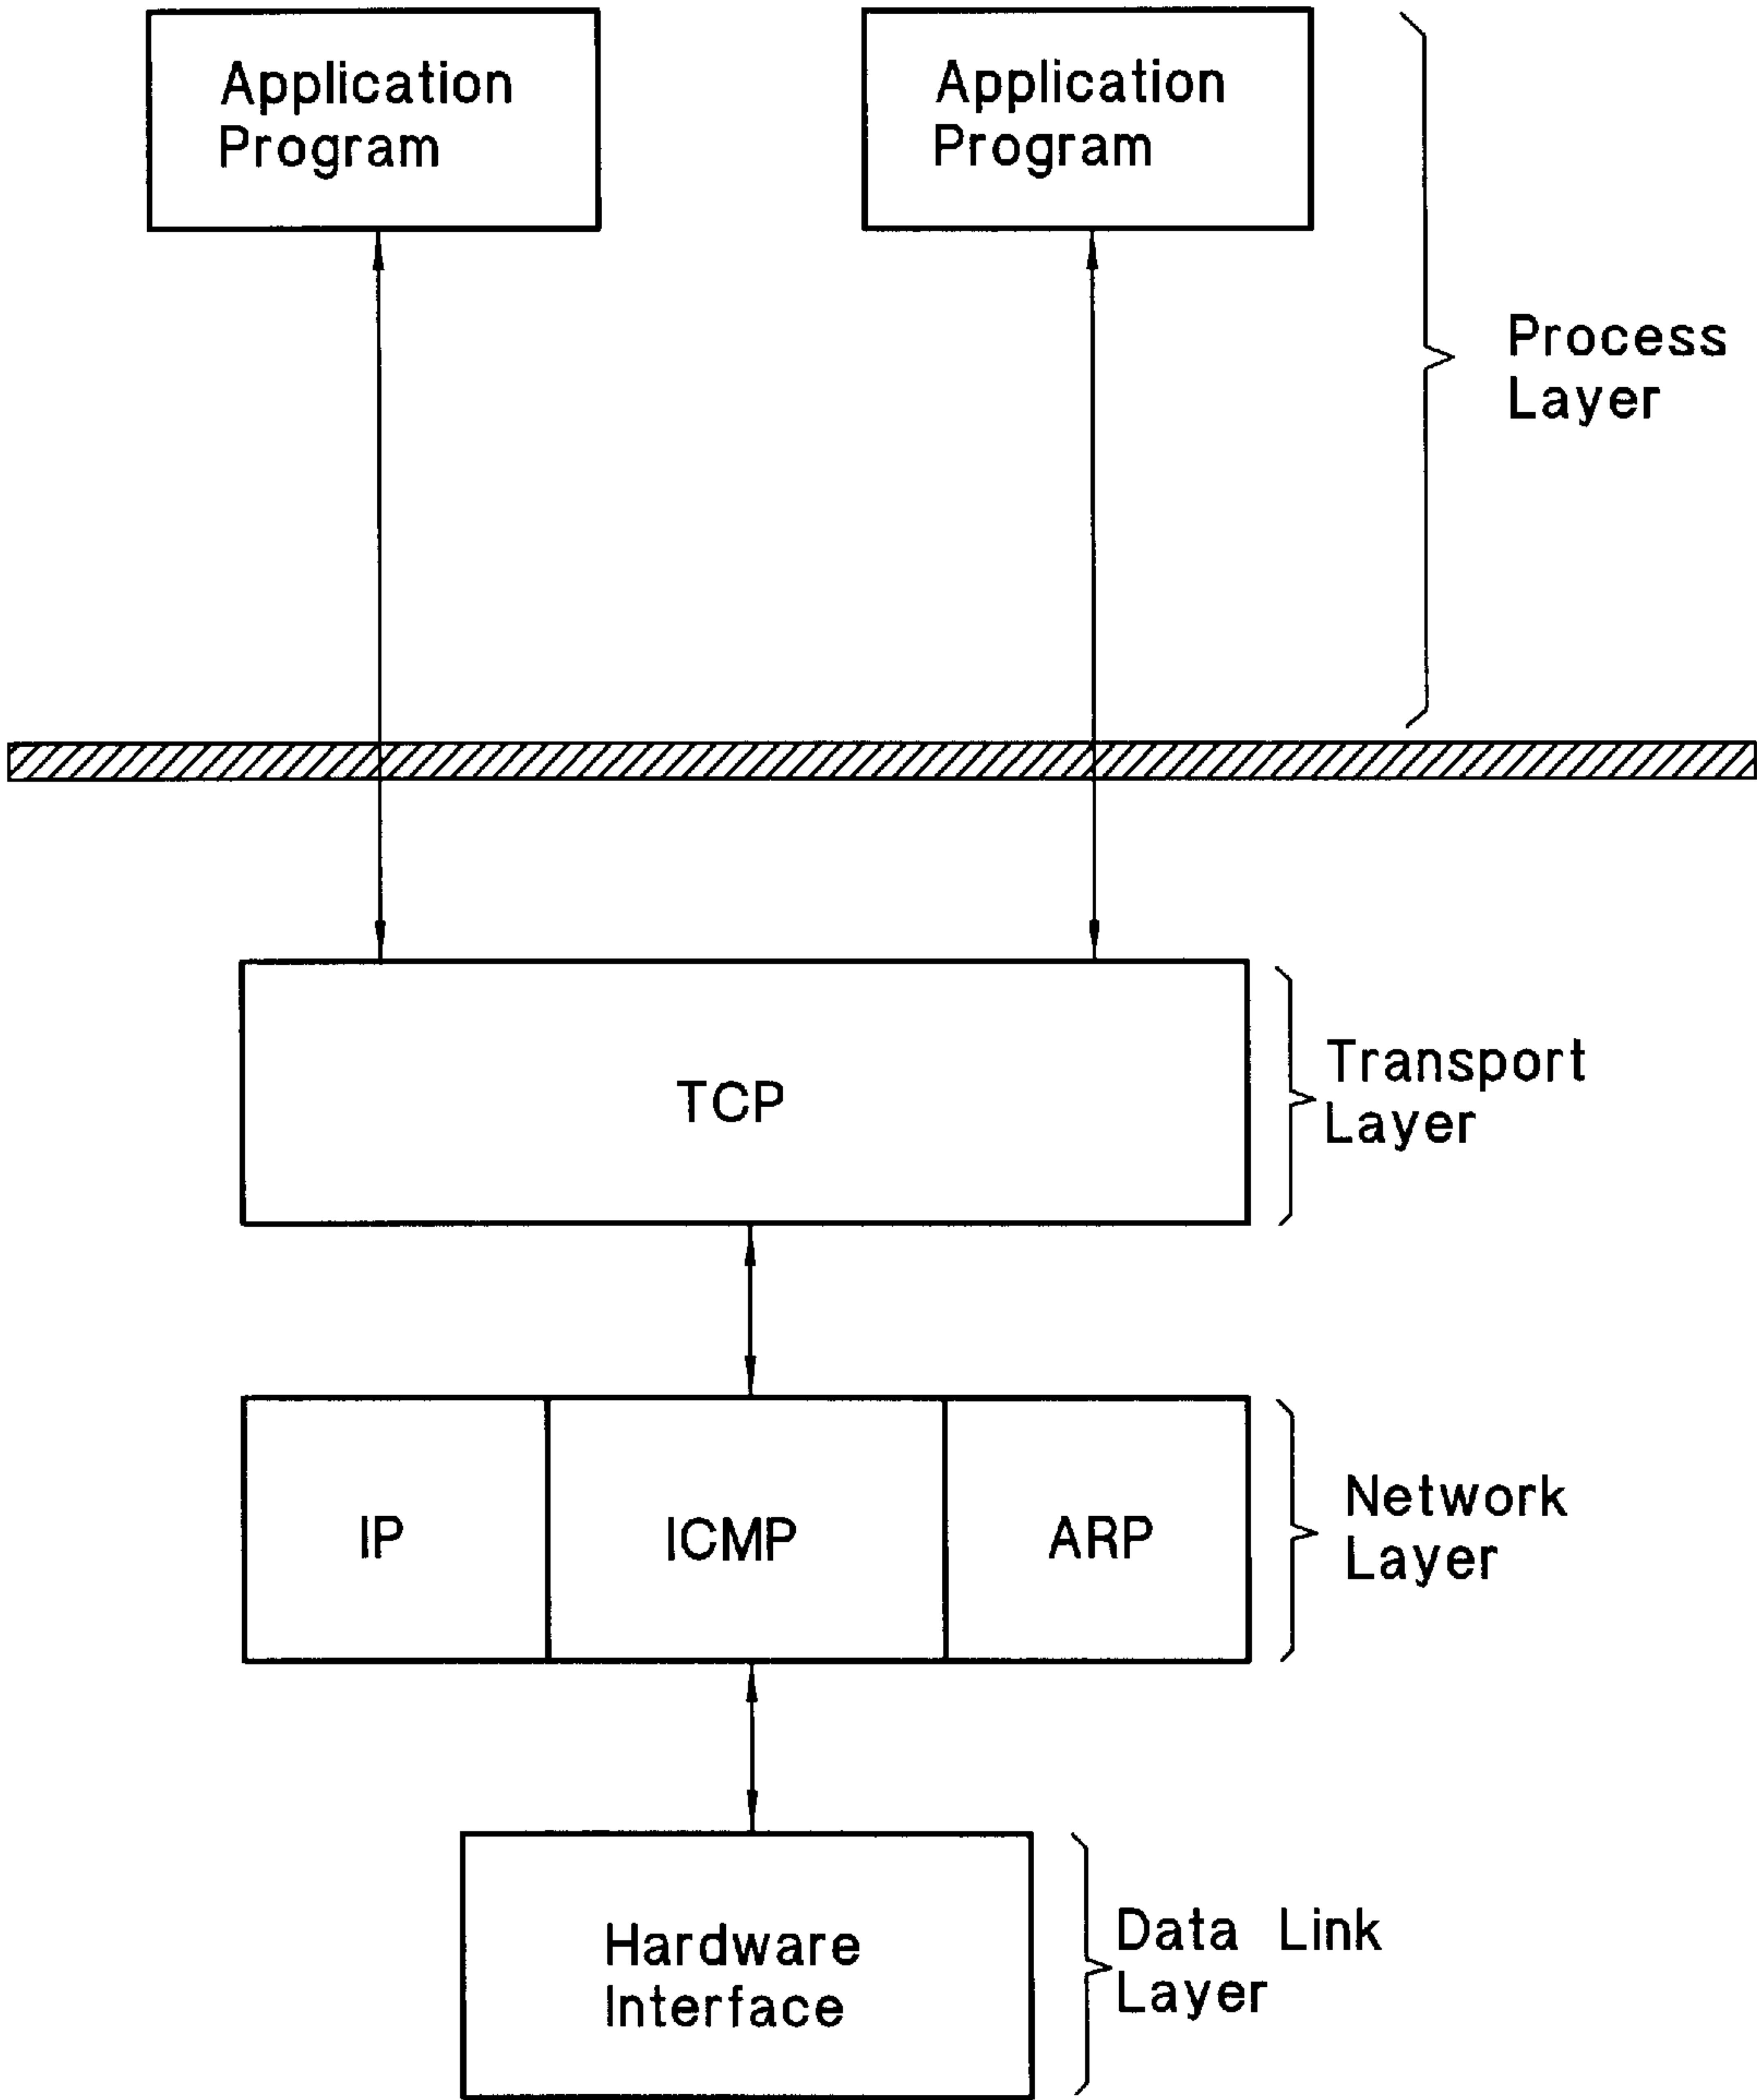 Application
Program
Application
Program
Process
Layer
TCP
Transport
Layer
IP
ICMP
ARP
Network
Layer
Hardware
Interface
Data Link
Layer